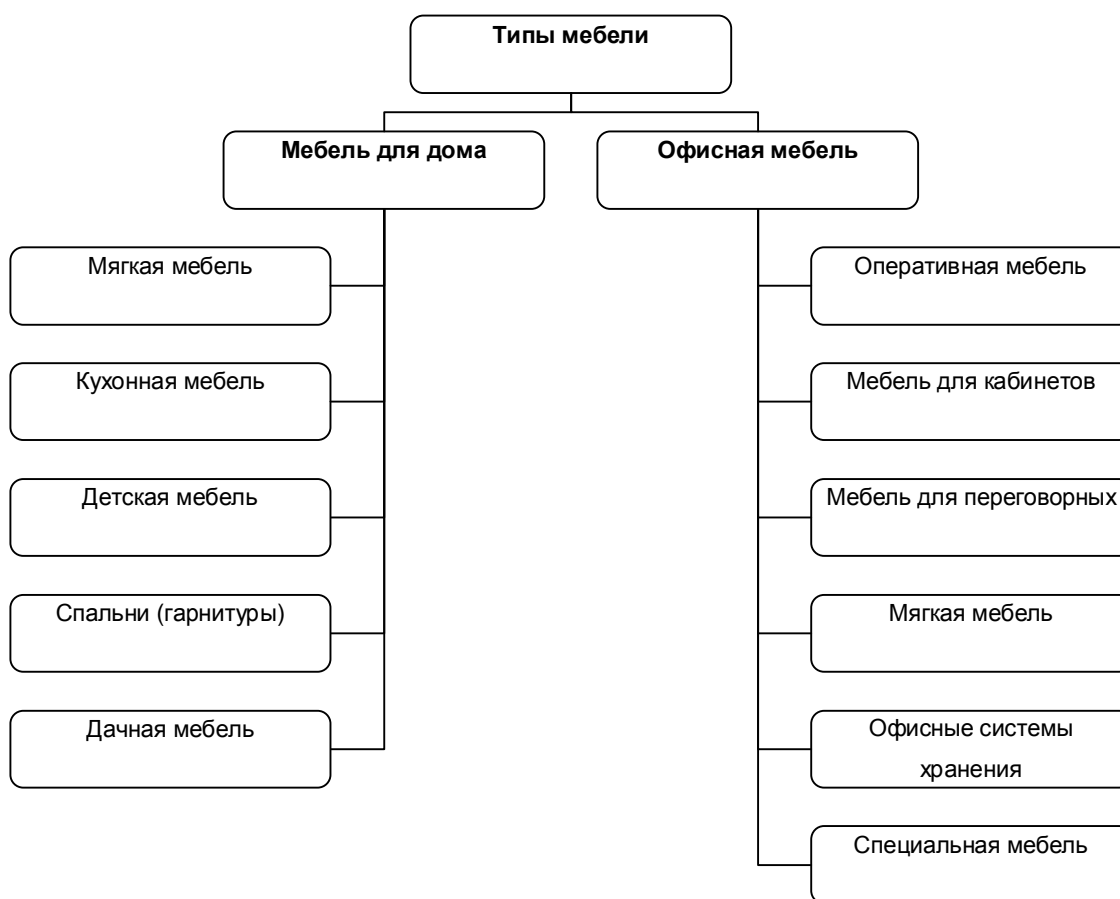 Типы мебели
Мебель для дома
Офисная мебель
Мягкая мебель
Кухонная мебель
Детская мебель
Спальни (гарнитуры)
Дачная мебель
Оперативная мебель
Мебель для кабинетов
Мебель для переговорных
Мягкая мебель
Офисные системы
хранения
Специальная мебель